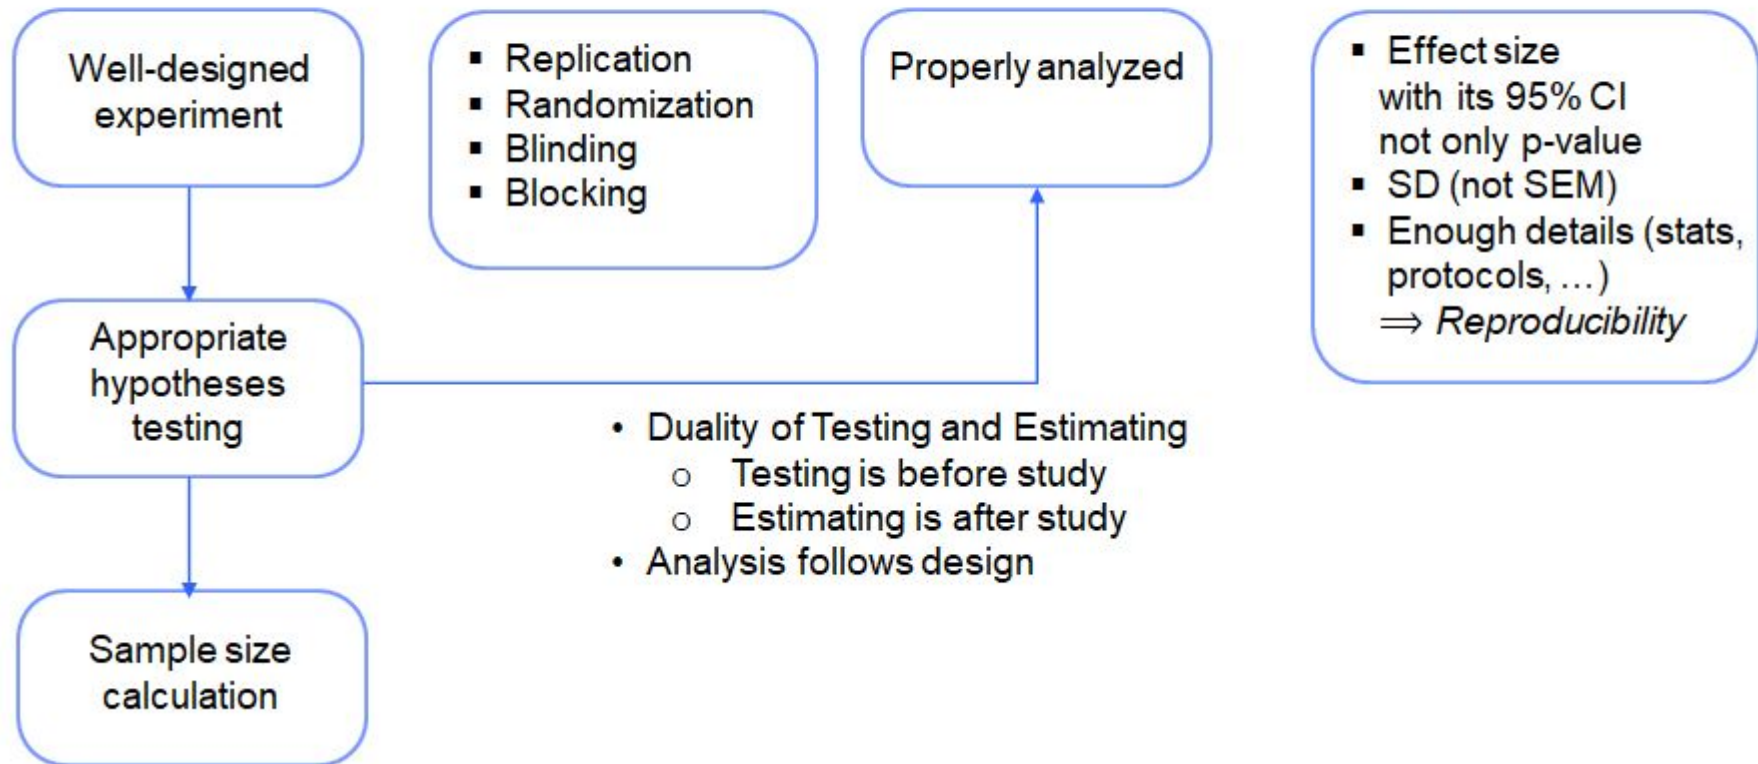 Well-designed
experiment
▪ Replication
▪ Randomization
▪ Blinding
▪ Blocking
Properly analyzed
▪ Effect size
with its 95% CI
not only p-value
▪ SD (not SEM)
▪ Enough details (stats,
protocols, …)
⟹ Reproducibility
Appropriate
hypotheses
testing
• Duality of Testing and Estimating
o Testing is before study
o Estimating is after study
• Analysis follows design
Sample size
calculation